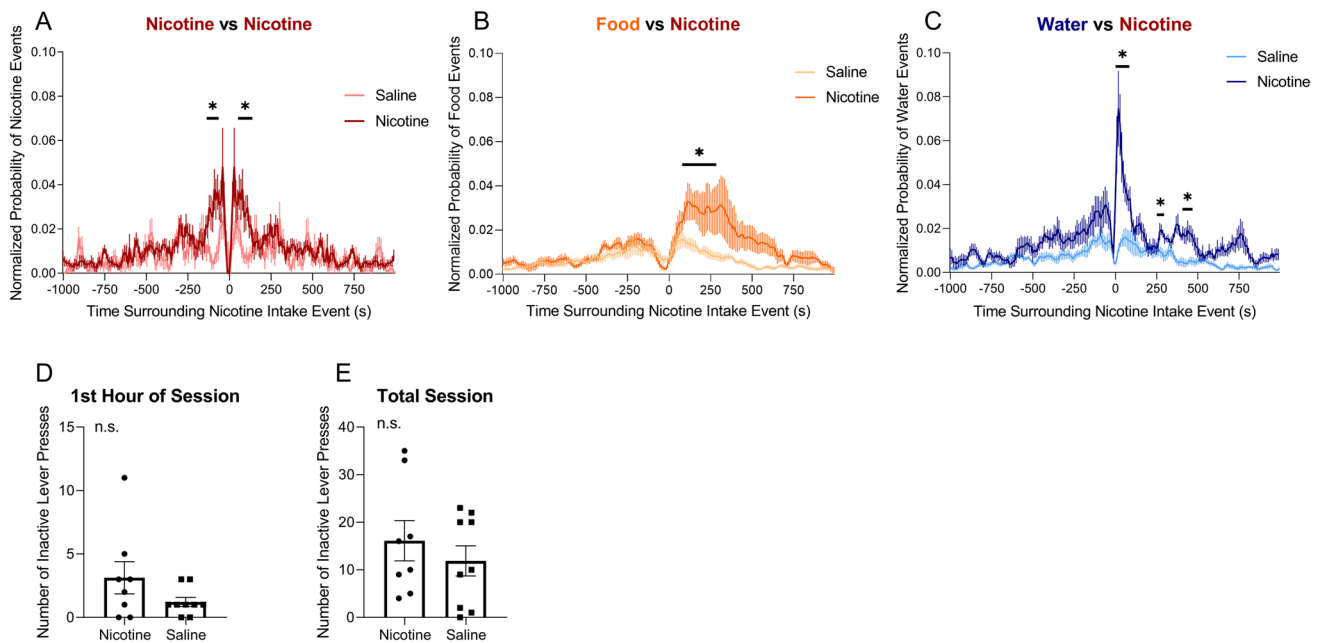 A
Nicotine vs Nicotine
Normalized Probability of Nicotine Events
0.10
0.08
0.06
0.04
0.02
0.00
* *
Saline
Nicotine
-1000 -750 -500 -250 0 250 500 750
Time Surrounding Nicotine Intake Event (s)
B
Food vs Nicotine
Normalized Probability of Food Events
0.10
0.08
0.06
0.04
0.02
0.00
*
Saline
Nicotine
-1000 -750 -500 -250 0 250 500 750
Time Surrounding Nicotine Intake Event (s)
C
Water vs Nicotine
Normalized Probability of Water Events
0.10
0.08
0.06
0.04
0.02
0.00
*
* *
Saline
Nicotine
-1000 -750 -500 -250 0 250 500 750
Time Surrounding Nicotine Intake Event (s)
D
1st Hour of Session
Number of Inactive Lever Presses
n.s.
15
10
5
0
Nicotine Saline
E
Total Session
Number of Inactive Lever Presses
n.s.
40
30
20
10
0
Nicotine Saline